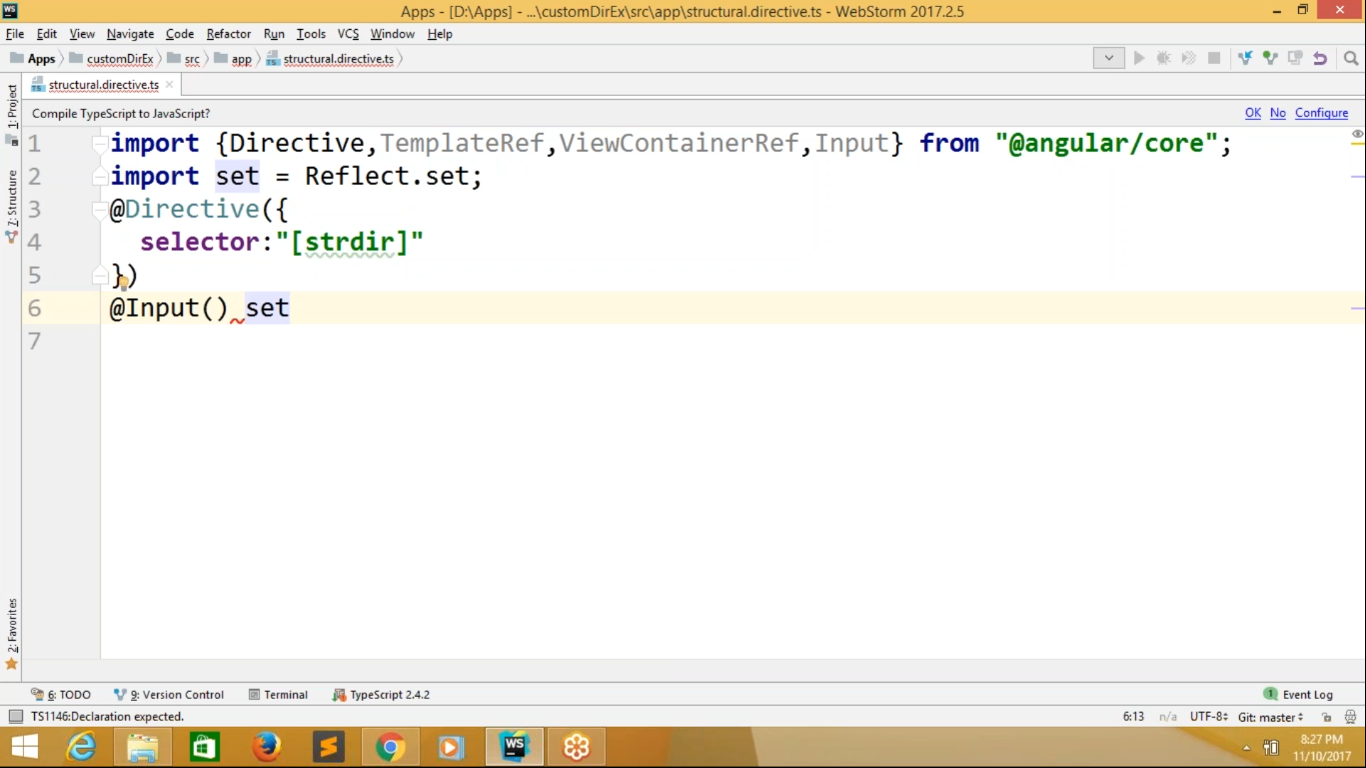 Apps - [D:\Apps] - ...\customDirEx\src\app\structural.directive.ts - WebStorm 2017.2.5
File Edit View Navigate Code Refactor Run Tools VCS Window Help
Apps customDirEx src app structural.directive.ts
structural.directive.ts
Compile TypeScript to JavaScript? OK No Configure
1: Project
7: Structure
2: Favorites
1 import {Directive,TemplateRef,ViewContainerRef,Input} from "@angular/core";
2 import set = Reflect.set;
3 @Directive({
4 selector:"[strdir]"
5 })
6 @Input() set
7
6: TODO 9: Version Control Terminal TypeScript 2.4.2 1 Event Log
TS1146:Declaration expected. 6:13 n/a UTF-8 Git: master
8:27 PM
11/10/2017